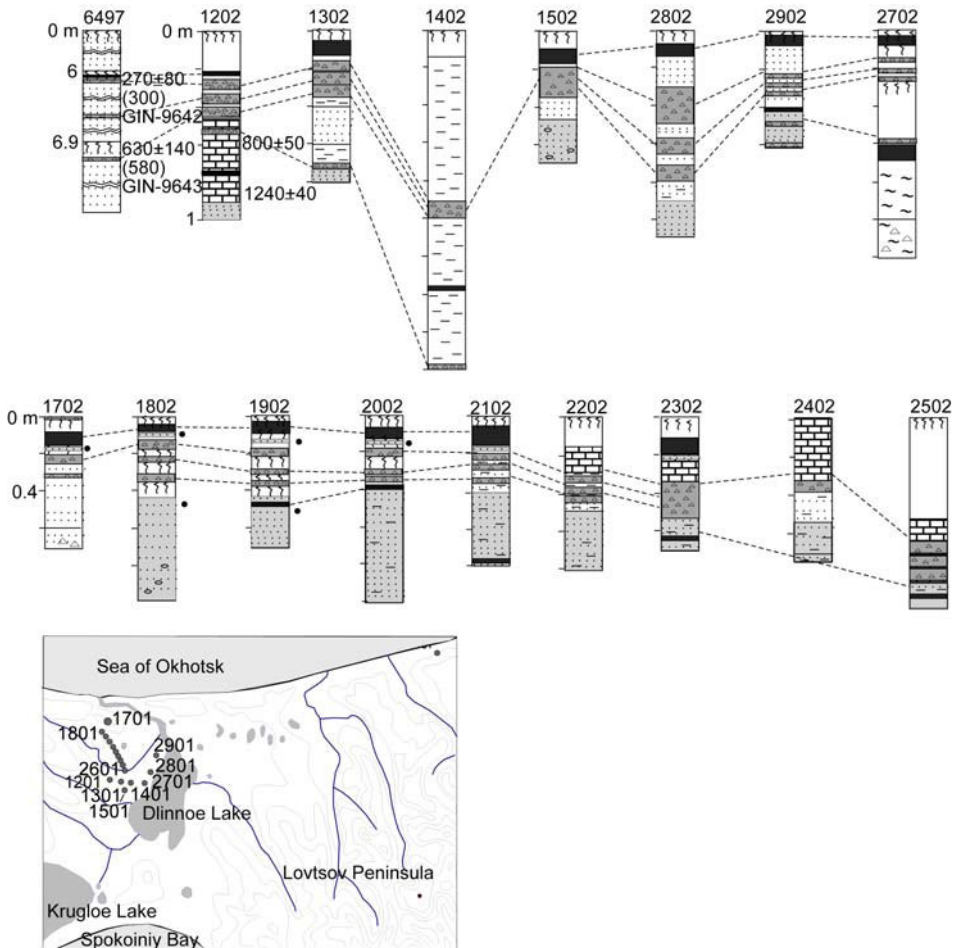 6497 1202 1302 1402 1502 2802 2902 2702
0 m 0 m
6 270±80
(300)
GIN-9642
6.9 630±140 800±50
(580)
GIN-9643 1240±40
1
1702 1802 1902 2002 2102 2202 2302 2402 2502
0 m
0.4
Sea of Okhotsk
1701
1801
2901
2601 2801
1201 2701
1301 1401
1501 Dlinnoe Lake
Lovtsov Peninsula
Krugloe Lake
Spokoiniy Bay